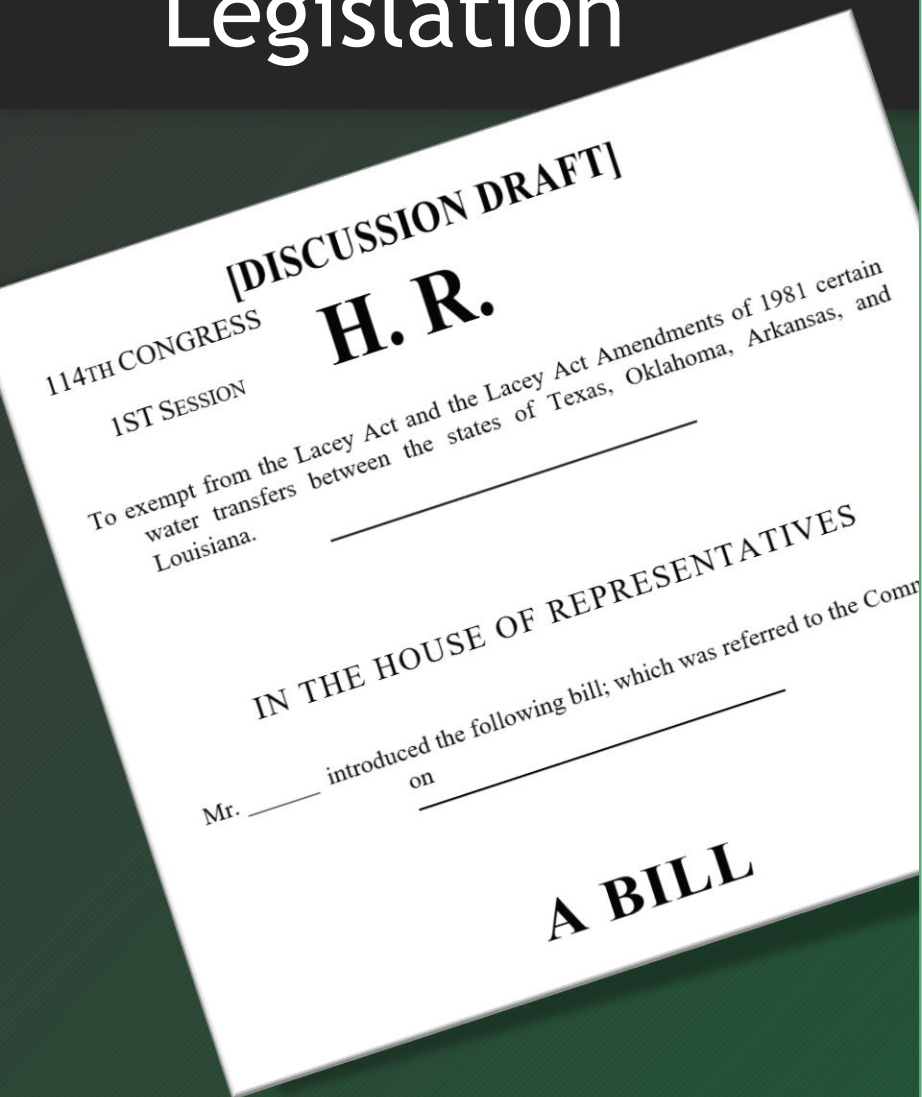 Legislation
[DISCUSSION DRAFT]
114TH CONGRESS
1ST SESSION
H. R.
To exempt from the Lacey Act and the Lacey Act Amendments of 1981 certain
water transfers between the states of Texas, Oklahoma, Arkansas, and
Louisiana.
IN THE HOUSE OF REPRESENTATIVES
Mr. ______ introduced the following bill; which was referred to the
on
A BILL